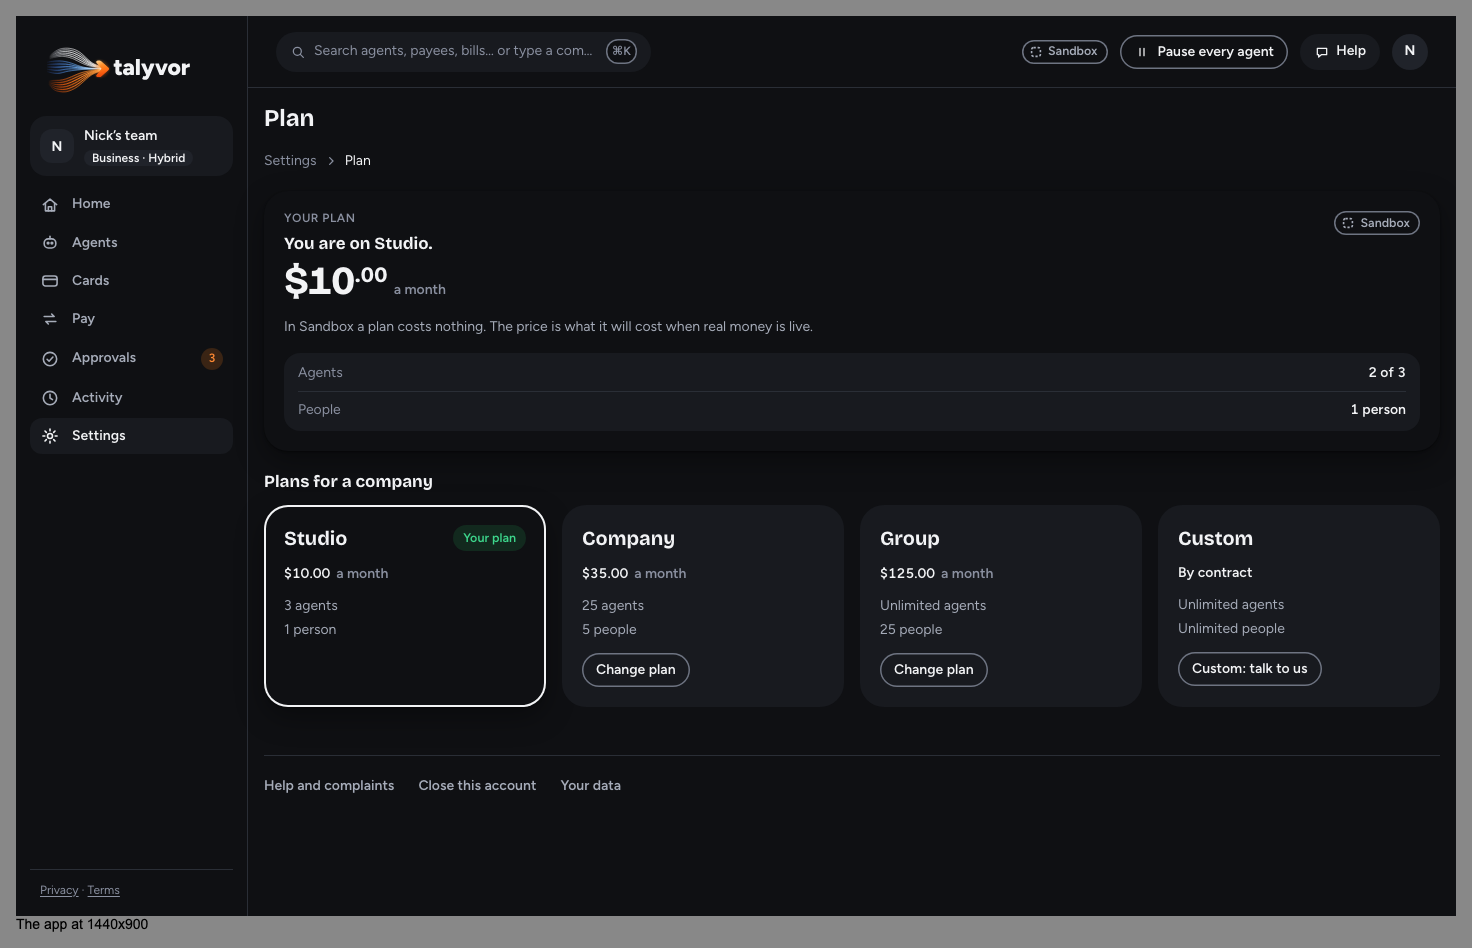 talyvor
Search agents, payees, bills... or type a com...
⌘K
Sandbox
Pause every agent
Help
N
N
Nick's team
Business · Hybrid
Home
Agents
Cards
Pay
Approvals
3
Activity
Settings
Privacy · Terms
Plan
Settings > Plan
YOUR PLAN
Sandbox
You are on Studio.
$10.00 a month
In Sandbox a plan costs nothing. The price is what it will cost when real money is live.
Agents 2 of 3
People 1 person
Plans for a company
Studio
Your plan
$10.00 a month
3 agents
1 person
Company
$35.00 a month
25 agents
5 people
Change plan
Group
$125.00 a month
Unlimited agents
25 people
Change plan
Custom
By contract
Unlimited agents
Unlimited people
Custom: talk to us
Help and complaints Close this account Your data
The app at 1440x900